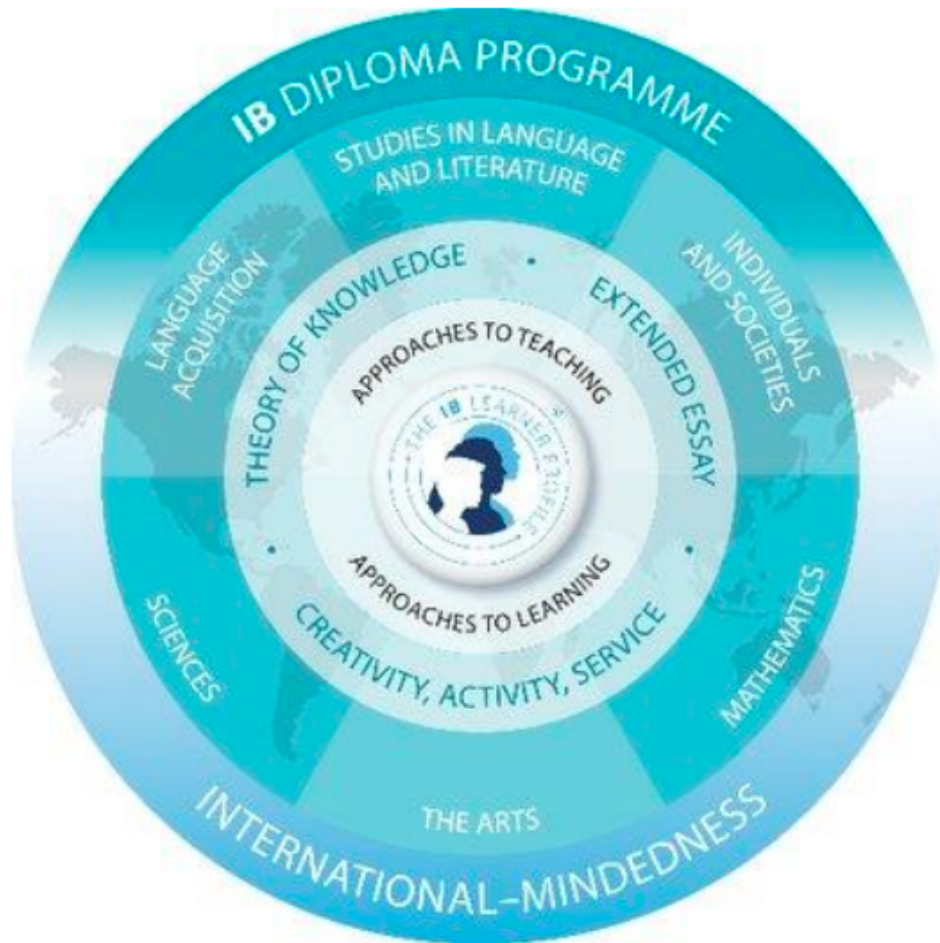 IB DIPLOMA PROGRAMME
STUDIES IN LANGUAGE
AND LITERATURE
LANGUAGE
ACQUISITION
INDIVIDUALS
AND SOCIETIES
THEORY OF KNOWLEDGE
•
EXTENDED ESSAY
APPROACHES TO TEACHING
THE IB LEARNER PROFILE
APPROACHES TO LEARNING
•
CREATIVITY, ACTIVITY, SERVICE
•
SCIENCES
MATHEMATICS
THE ARTS
INTERNATIONAL–MINDEDNESS